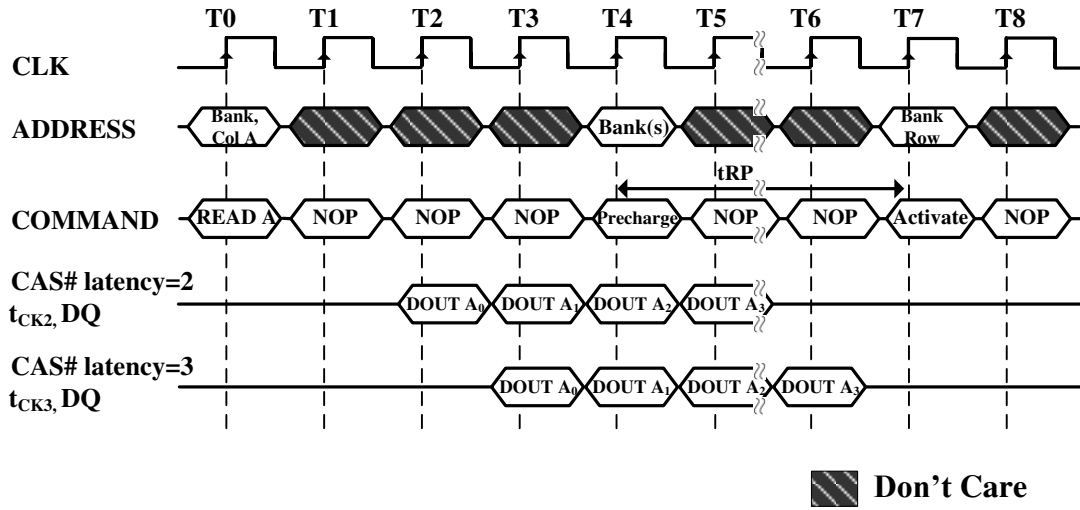 T0 T1 T2 T3 T4 T5 T6 T7 T8
CLK
ADDRESS
Bank,
Col A
Bank(s)
Bank
Row
tRP
COMMAND
READ A NOP NOP NOP Precharge NOP NOP Activate NOP
CAS# latency=2
tCK2, DQ
DOUT A0 DOUT A1 DOUT A2 DOUT A3
CAS# latency=3
tCK3, DQ
DOUT A0 DOUT A1 DOUT A2 DOUT A3
Don't Care